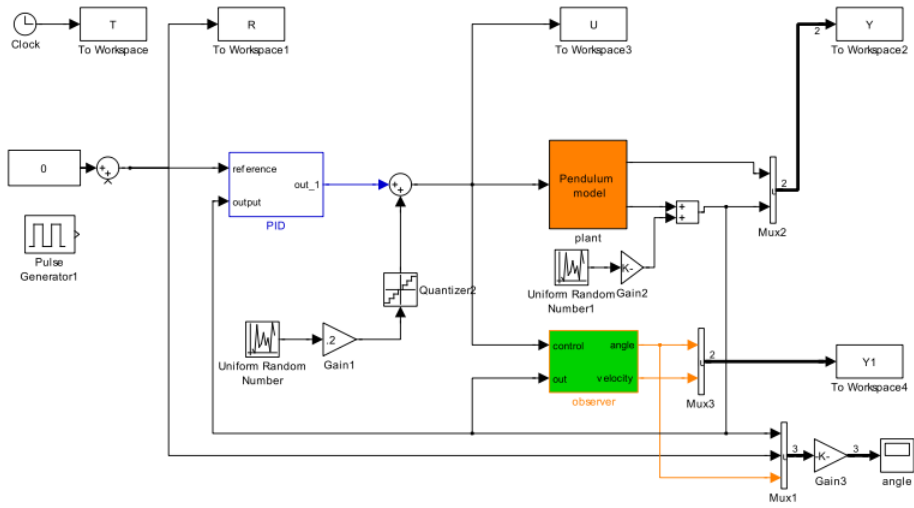 T
R
U
Y
2
Clock
To Workspace
To Workspace1
To Workspace3
To Workspace2
0
reference
out_1
output
PID
Pendulum
model
plant
2
Mux2
Pulse
Generator1
Quantizer2
Uniform Random
Number1
K-
Gain2
Uniform Random
Number
.2
Gain1
control
angle
out
velocity
observer
2
Mux3
Y1
To Workspace4
3
-K-
3
Mux1
Gain3
angle